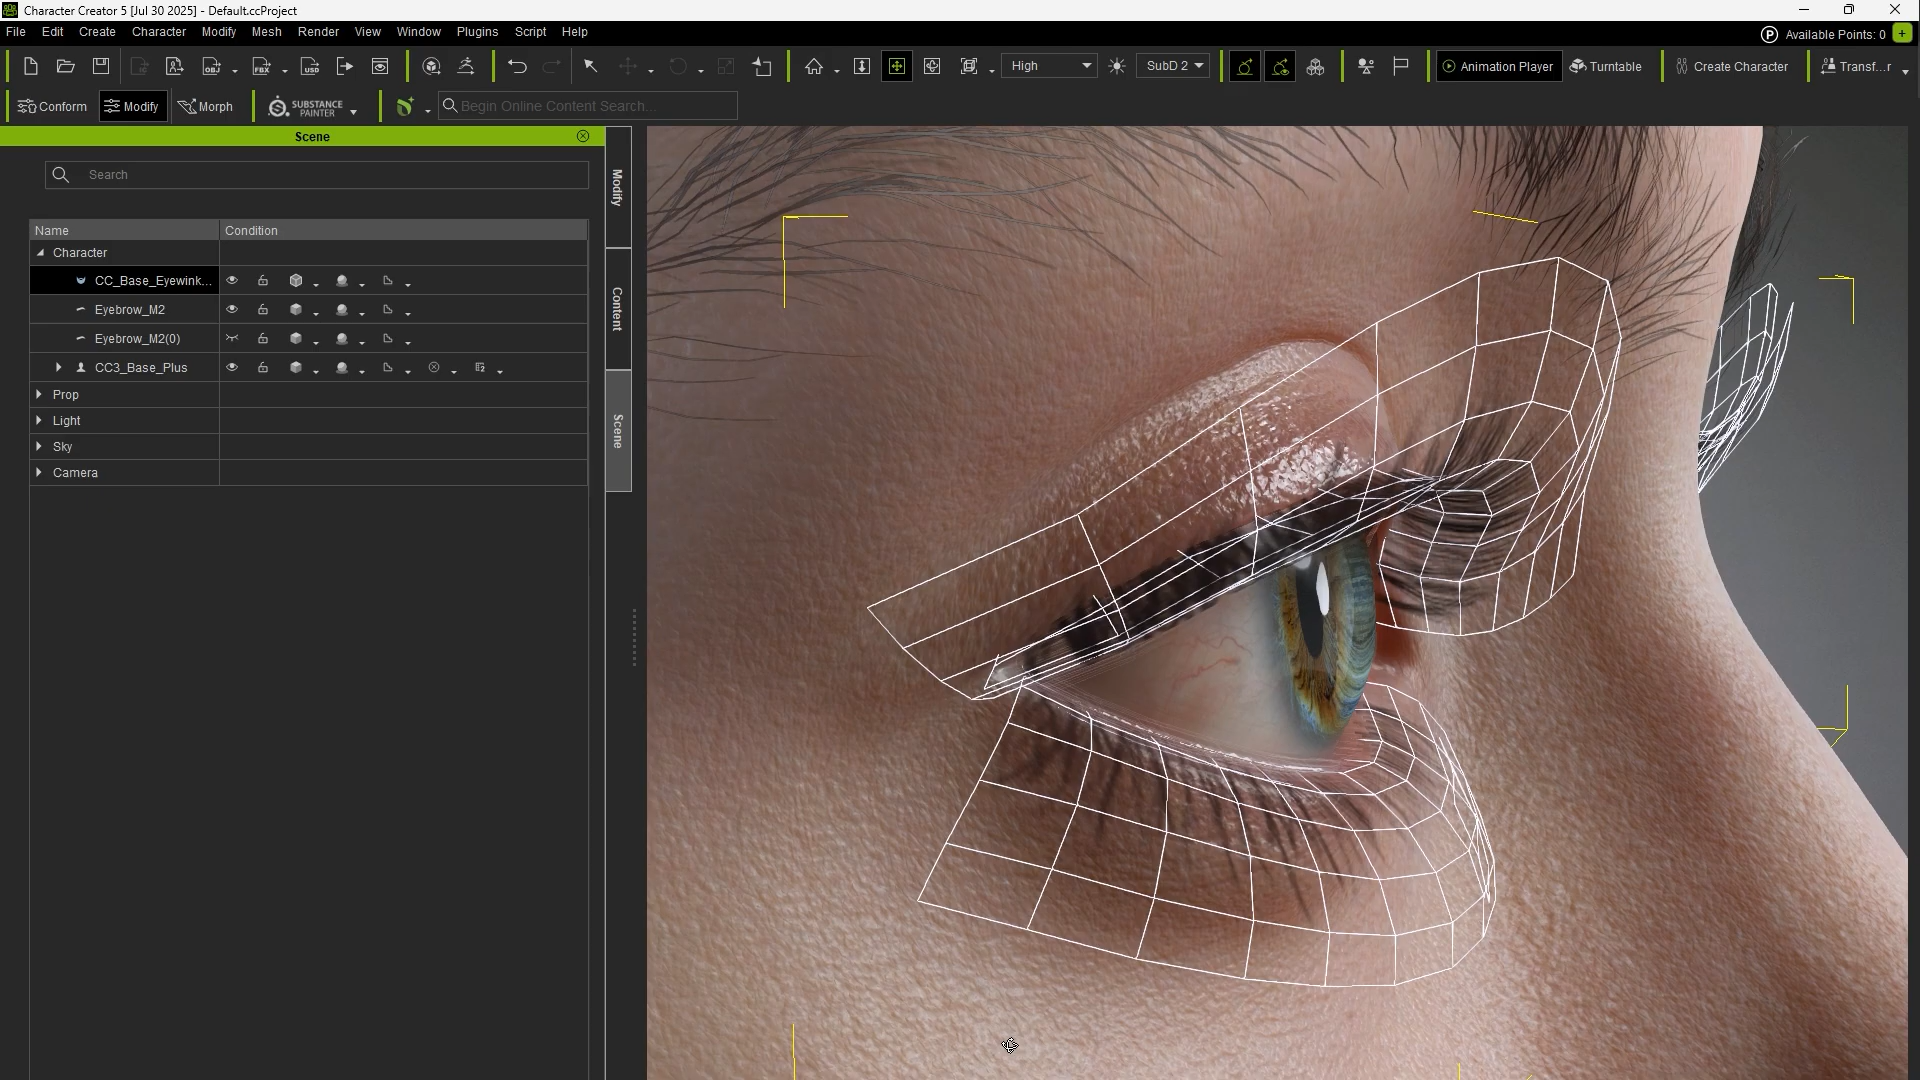 Character Creator 5 [Jul 30 2025] - Default.ccProject
File Edit Create Character Modify Mesh Render View Window Plugins Script Help
P Available Points: 0 +
OBJ FBX USD High SubD 2 Animation Player Turntable Create Character Transf...r
Conform Modify Morph SUBSTANCE PAINTER Begin Online Content Search...
Scene
Search
Modify
Content
Scene
Name Condition
Character
CC_Base_Eyewink...
Eyebrow_M2
Eyebrow_M2(0)
CC3_Base_Plus
Prop
Light
Sky
Camera